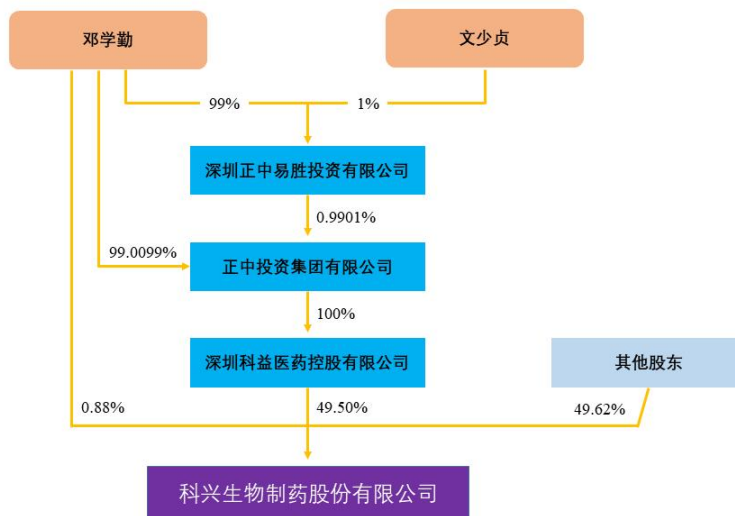 邓学勤
文少贞
99%
1%
深圳正中易胜投资有限公司
0.9901%
99.0099%
正中投资集团有限公司
100%
深圳科益医药控股有限公司
其他股东
0.88%
49.50%
49.62%
科兴生物制药股份有限公司